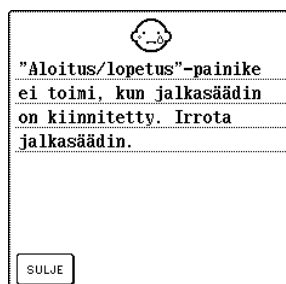 "Aloitus/lopetus"-painike
ei toimi, kun jalkasäädin
on kiinnitetty. Irrota
jalkasäädin.
SULJE